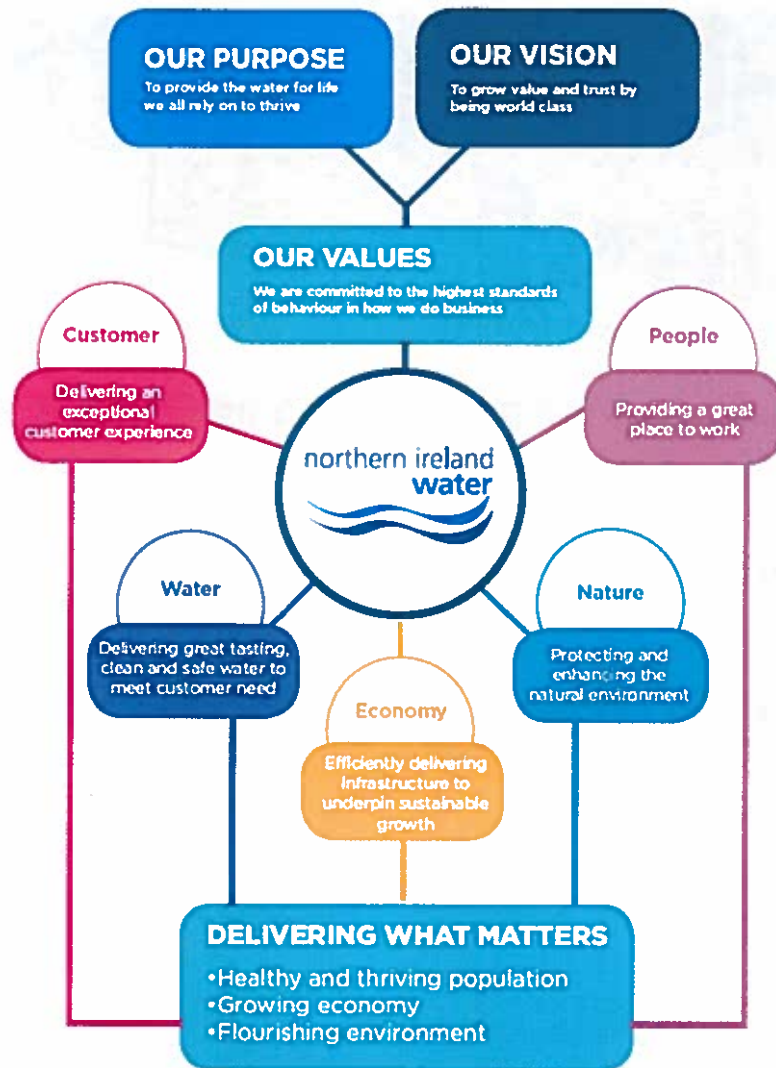 OUR PURPOSE
To provide the water for life
we all rely on to thrive
OUR VISION
To grow value and trust by
being world class
OUR VALUES
We are committed to the highest standards
of behaviour in how we do business
Customer
Delivering an
exceptional
customer experience
People
Providing a great
place to work
northern ireland
water
Water
Delivering great tasting,
clean and safe water to
meet customer need
Nature
Protecting and
enhancing the
natural environment
Economy
Efficiently delivering
infrastructure to
underpin sustainable
growth
DELIVERING WHAT MATTERS
•Healthy and thriving population
•Growing economy
•Flourishing environment